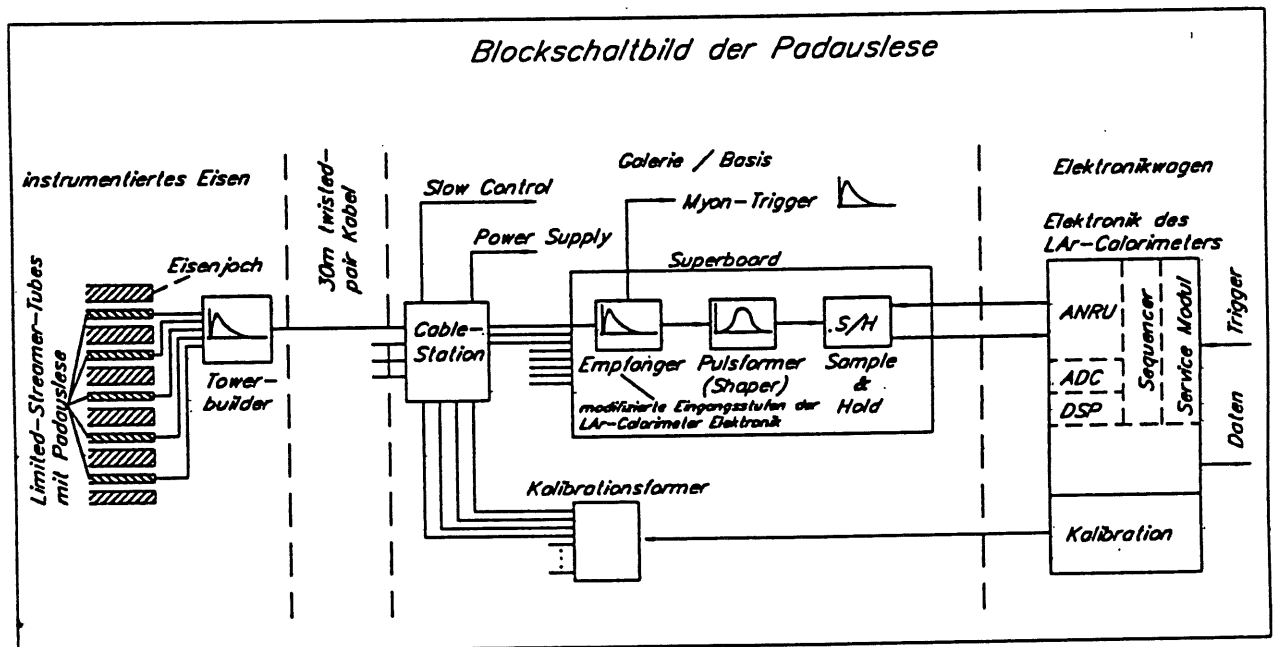 Blockschaltbild der Padauslese
instrumentiertes Eisen
30m twisted-
pair Kabel
Galerie / Basis
Elektronikwagen
Slow Control
Myon-Trigger
Power Supply
Elektronik des
LAr-Calorimeters
Limited-Streamer-Tubes
mit Padauslese
Eisenjoch
Tower-
builder
Cable-
Station
Superboard
Empfänger
Pulsformer
(Shaper)
S/H
Sample
&
Hold
modifizierte Eingangsstufen der
LAr-Calorimeter Elektronik
ANRU
ADC
DSP
Sequencer
Service Modul
Trigger
Daten
Kalibrationsformer
Kalibration